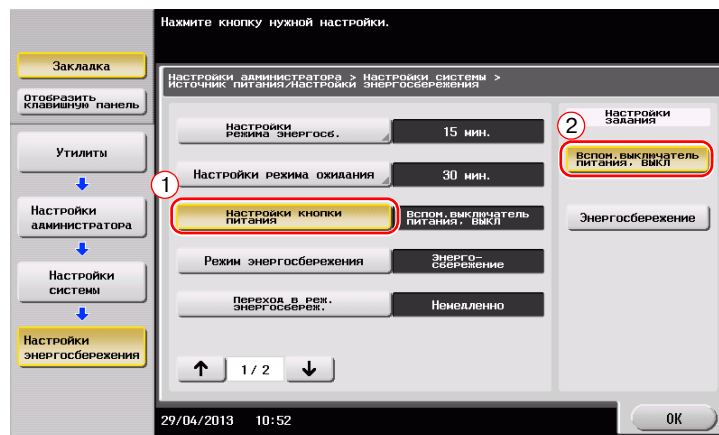 Нажмите кнопку нужной настройки.
Закладка
Отобразить
клавишную панель
Утилиты
Настройки
администратора
Настройки
системы
Настройки
энергосбережения
Настройки администратора > Настройки системы >
Источник питания/Настройки энергосбережения
Настройки
режима энергосб.
15 мин.
Настройки режима ожидания
30 мин.
1
Настройки кнопки
питания
Вспом.выключатель
питания, ВЫКЛ
Режим энергосбережения
Энерго-
сбережение
Переход в реж.
энергосбереж.
Немедленно
↑ 1/2 ↓
2
Настройки
задания
Вспом.выключатель
питания, ВЫКЛ
Энергосбережение
29/04/2013 10:52
OK